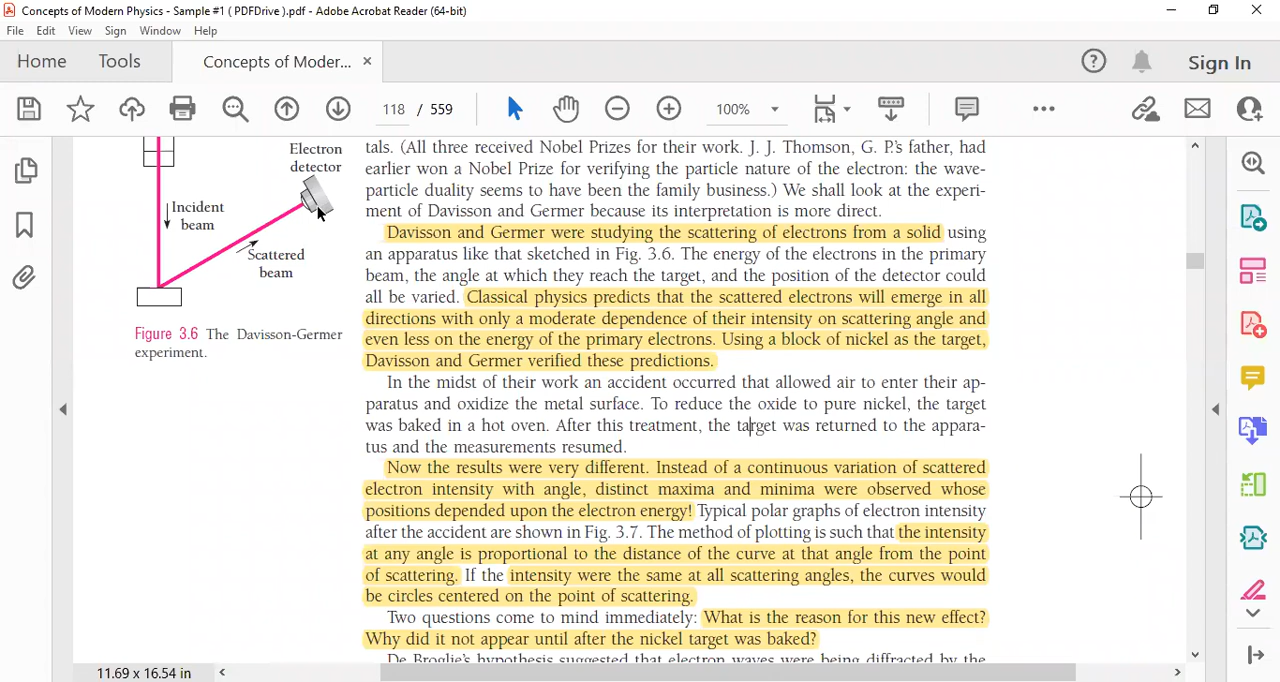 Concepts of Modern Physics - Sample #1 ( PDFDrive ).pdf - Adobe Acrobat Reader (64-bit)
File Edit View Sign Window Help
Home Tools Concepts of Moder... × Sign In
118 / 559 100%
Electron
detector
Incident
beam
Scattered
beam
Figure 3.6 The Davisson-Germer
experiment.
tals. (All three received Nobel Prizes for their work. J. J. Thomson, G. P.'s father, had
earlier won a Nobel Prize for verifying the particle nature of the electron: the wave-
particle duality seems to have been the family business.) We shall look at the experi-
ment of Davisson and Germer because its interpretation is more direct.
Davisson and Germer were studying the scattering of electrons from a solid using
an apparatus like that sketched in Fig. 3.6. The energy of the electrons in the primary
beam, the angle at which they reach the target, and the position of the detector could
all be varied. Classical physics predicts that the scattered electrons will emerge in all
directions with only a moderate dependence of their intensity on scattering angle and
even less on the energy of the primary electrons. Using a block of nickel as the target,
Davisson and Germer verified these predictions.
In the midst of their work an accident occurred that allowed air to enter their ap-
paratus and oxidize the metal surface. To reduce the oxide to pure nickel, the target
was baked in a hot oven. After this treatment, the target was returned to the appara-
tus and the measurements resumed.
Now the results were very different. Instead of a continuous variation of scattered
electron intensity with angle, distinct maxima and minima were observed whose
positions depended upon the electron energy! Typical polar graphs of electron intensity
after the accident are shown in Fig. 3.7. The method of plotting is such that the intensity
at any angle is proportional to the distance of the curve at that angle from the point
of scattering. If the intensity were the same at all scattering angles, the curves would
be circles centered on the point of scattering.
Two questions come to mind immediately: What is the reason for this new effect?
Why did it not appear until after the nickel target was baked?
De Broglie's hypothesis suggested that electron waves were being diffracted by the
11.69 x 16.54 in